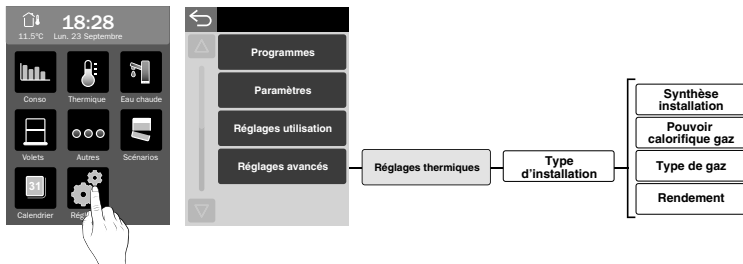 18:28
11.5°C Lun. 23 Septembre
Conso Thermique Eau chaude
Volets Autres Scénarios
31
Calendrier
Programmes
Paramètres
Réglages utilisation
Réglages avancés
Réglages thermiques
Type
d'installation
Synthèse
installation
Pouvoir
calorifique gaz
Type de gaz
Rendement